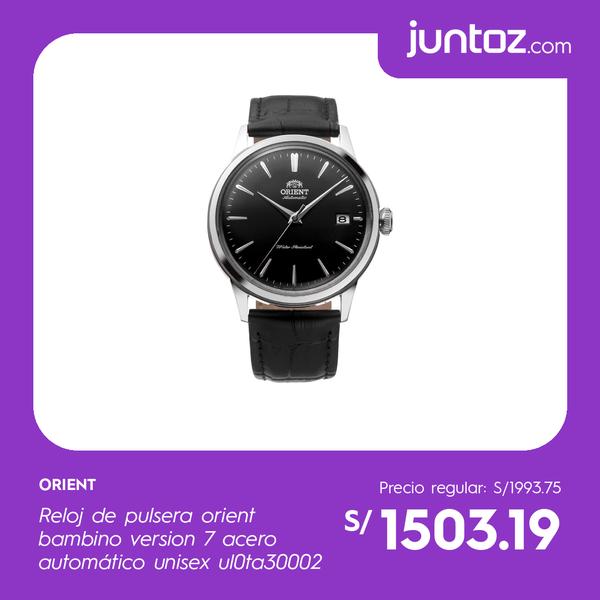 juntoz.com
ORIENT
Automatic
8
Water Resistant
ORIENT
Reloj de pulsera orient
bambino version 7 acero
automático unisex ul0ta30002
Precio regular: S/1993.75
S/1503.19